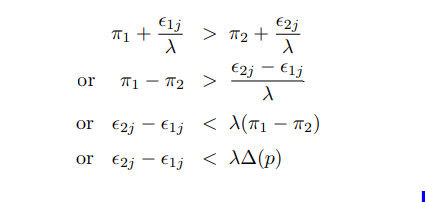 π₁ + ϵ₁ⱼ/λ > π₂ + ϵ₂ⱼ/λ
or π₁ − π₂ > (ϵ₂ⱼ − ϵ₁ⱼ)/λ
or ϵ₂ⱼ − ϵ₁ⱼ < λ(π₁ − π₂)
or ϵ₂ⱼ − ϵ₁ⱼ < λΔ(p)